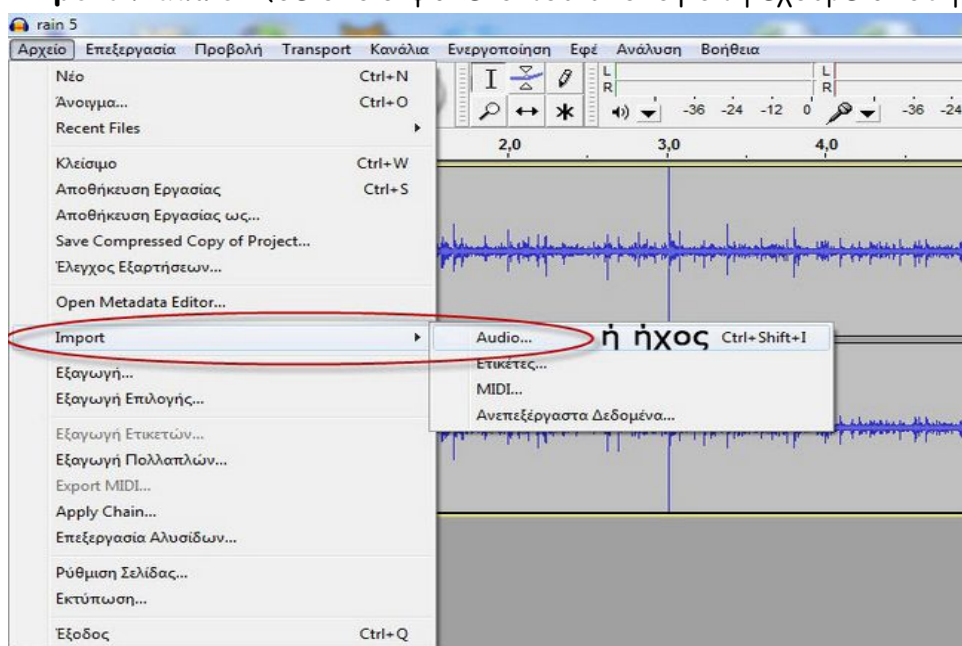 rain 5
Αρχείο Επεξεργασία Προβολή Transport Κανάλια Ενεργοποίηση Εφέ Ανάλυση Βοήθεια
Νέο Ctrl+N
Άνοιγμα... Ctrl+O
Recent Files
Κλείσιμο Ctrl+W
Αποθήκευση Εργασίας Ctrl+S
Αποθήκευση Εργασίας ως...
Save Compressed Copy of Project...
Έλεγχος Εξαρτήσεων...
Open Metadata Editor...
Import
Εξαγωγή...
Εξαγωγή Επιλογής...
Εξαγωγή Ετικετών...
Εξαγωγή Πολλαπλών...
Export MIDI...
Apply Chain...
Επεξεργασία Αλυσίδων...
Ρύθμιση Σελίδας...
Εκτύπωση...
Έξοδος Ctrl+Q
Audio... ή ήχος Ctrl+Shift+I
Ετικέτες...
MIDI...
Ανεπεξέργαστα Δεδομένα...
L L
R R
-36 -24 -12 0 -36 -24
2,0 3,0 4,0